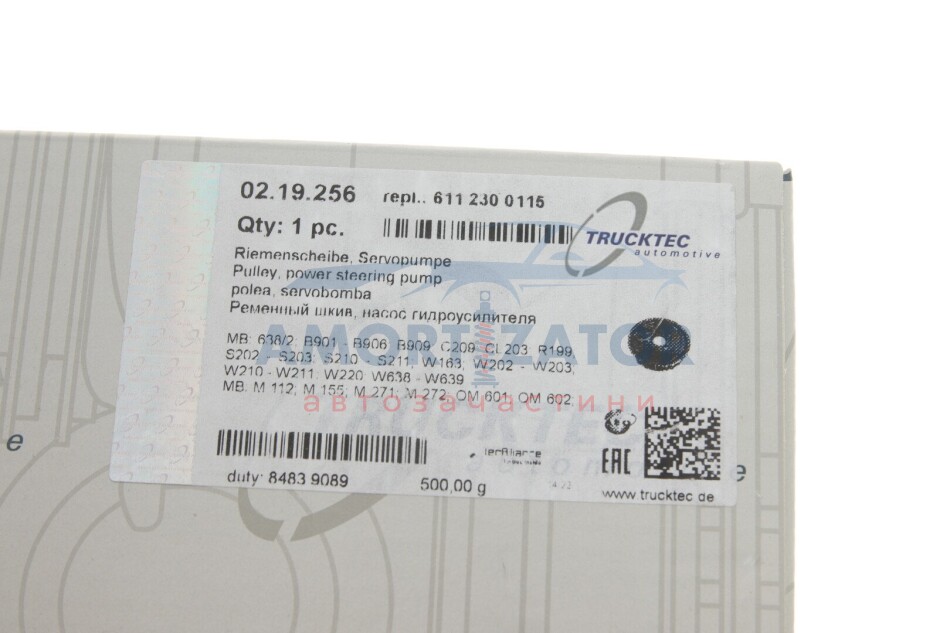 02.19.256 repl.. 611 230 0115
Qty: 1 pc.
TRUCKTEC
automotive
Riemenscheibe, Servopumpe
Pulley, power steering pump
polea, servobomba
Ременный шкив, насос гидроусилителя
AMORTIZATOR
автозапчастини
MB: 638/2, B901 - B906, B909, C209, CL203, R199,
S202 - S203, S210 - S211, W163, W202 - W203,
W210 - W211, W220, W638 - W639
MB: M 112, M 155, M 271, M 272, OM 601, OM 602,
TRUCKTEC
automotive
EAC
duty: 8483 9089 500,00 g
www.trucktec.de
e